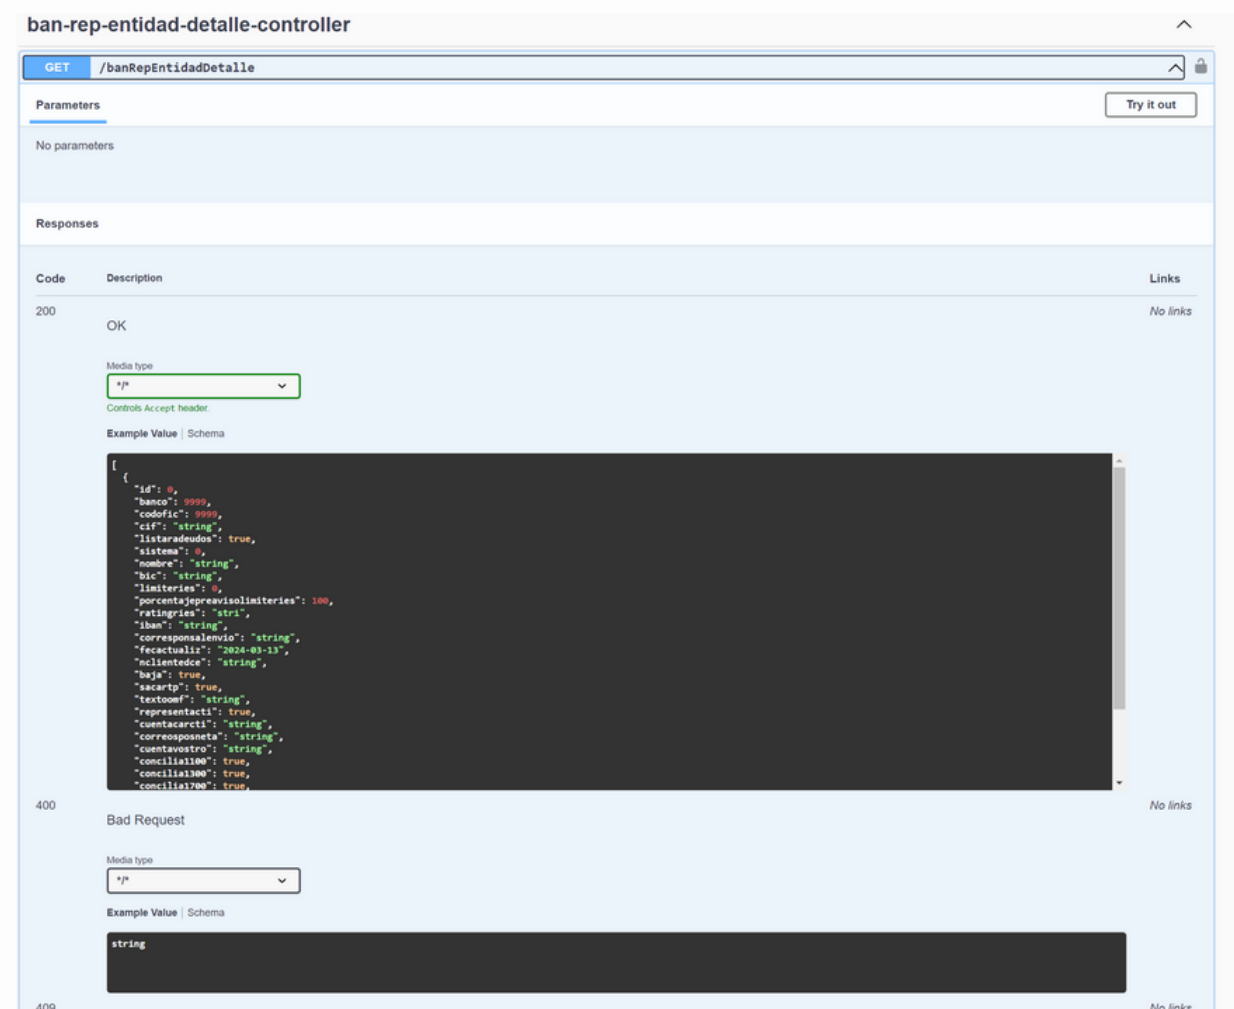 ban-rep-entidad-detalle-controller
GET /banRepEntidadDetalle
Parameters
Try it out
No parameters
Responses
Code Description Links
200 No links
OK
Media type
*/*
Controls Accept header.
Example Value | Schema
[
{
"id": 0,
"banco": 9999,
"codofic": 9999,
"cif": "string",
"listaradeudos": true,
"sistema": 0,
"nombre": "string",
"bic": "string",
"limiteries": 0,
"porcentajepreavisolimiteries": 100,
"ratingries": "stri",
"iban": "string",
"corresponsalenvio": "string",
"fecactualiz": "2024-03-13",
"nclientedce": "string",
"baja": true,
"sacartp": true,
"textoomf": "string",
"representacti": true,
"cuentacarcti": "string",
"correosposneta": "string",
"cuentavostro": "string",
"concilia1100": true,
"concilia1300": true,
"concilia1700": true,
400 No links
Bad Request
Media type
*/*
Example Value | Schema
string
409 No links